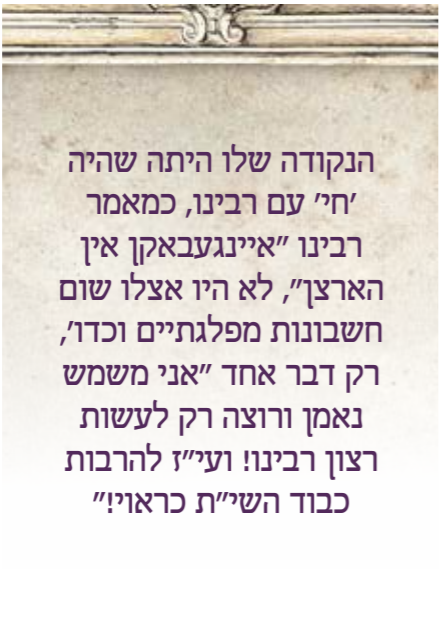 הנקודה שלו היתה שהיה
'חי' עם רבינו, כמאמר
רבינו "איינגעבאקן אין
הארצן", לא היו אצלו שום
חשבונות מפלגתיים וכדו',
רק דבר אחד "אני משמש
נאמן ורוצה רק לעשות
רצון רבינו! ועי"ז להרבות
כבוד השי"ת כראוי!"